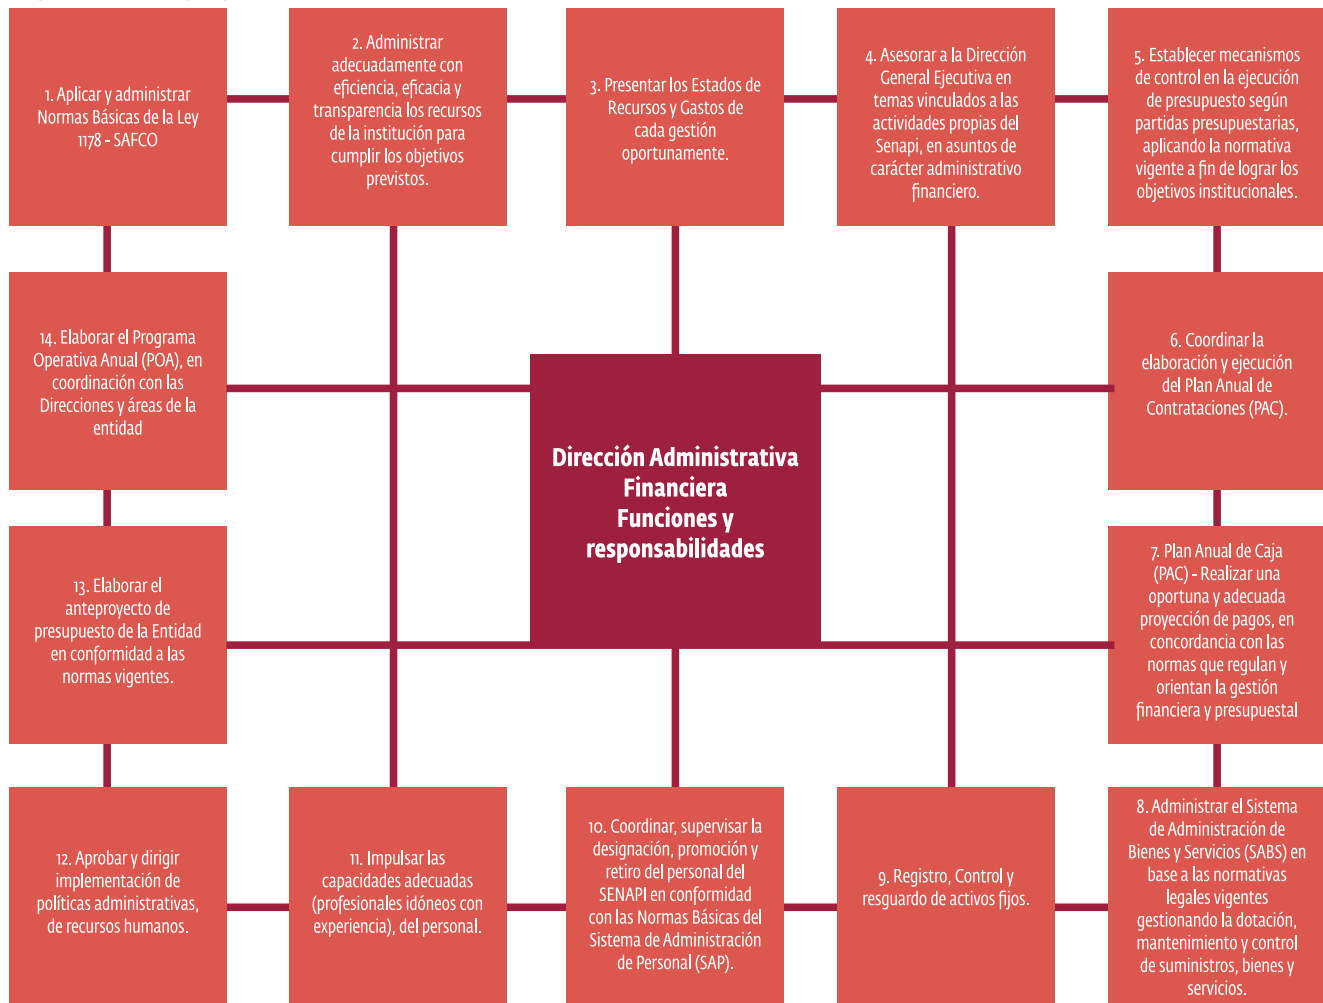 1. Aplicar y administrar
Normas Básicas de la Ley
1178 - SAFCO
2. Administrar
adecuadamente con
eficiencia, eficacia y
transparencia los recursos
de la institución para
cumplir los objetivos
previstos.
3. Presentar los Estados de
Recursos y Gastos de
cada gestión
oportunamente.
4. Asesorar a la Dirección
General Ejecutiva en
temas vinculados a las
actividades propias del
Senapi, en asuntos de
carácter administrativo
financiero.
5. Establecer mecanismos
de control en la ejecución
de presupuesto según
partidas presupuestarias,
aplicando la normativa
vigente a fin de lograr los
objetivos institucionales.
14. Elaborar el Programa
Operativa Anual (POA), en
coordinación con las
Direcciones y áreas de la
entidad
6. Coordinar la
elaboración y ejecución
del Plan Anual de
Contrataciones (PAC).
Dirección Administrativa
Financiera
Funciones y
responsabilidades
13. Elaborar el
anteproyecto de
presupuesto de la Entidad
en conformidad a las
normas vigentes.
7. Plan Anual de Caja
(PAC) - Realizar una
oportuna y adecuada
proyección de pagos, en
concordancia con las
normas que regulan y
orientan la gestión
financiera y presupuestal
12. Aprobar y dirigir
implementación de
políticas administrativas,
de recursos humanos.
11. Impulsar las
capacidades adecuadas
(profesionales idóneos con
experiencia), del personal.
10. Coordinar, supervisar la
designación, promoción y
retiro del personal del
SENAPI en conformidad
con las Normas Básicas del
Sistema de Administración
de Personal (SAP).
9. Registro, Control y
resguardo de activos fijos.
8. Administrar el Sistema
de Administración de
Bienes y Servicios (SABS) en
base a las normativas
legales vigentes
gestionando la dotación,
mantenimiento y control
de suministros, bienes y
servicios.